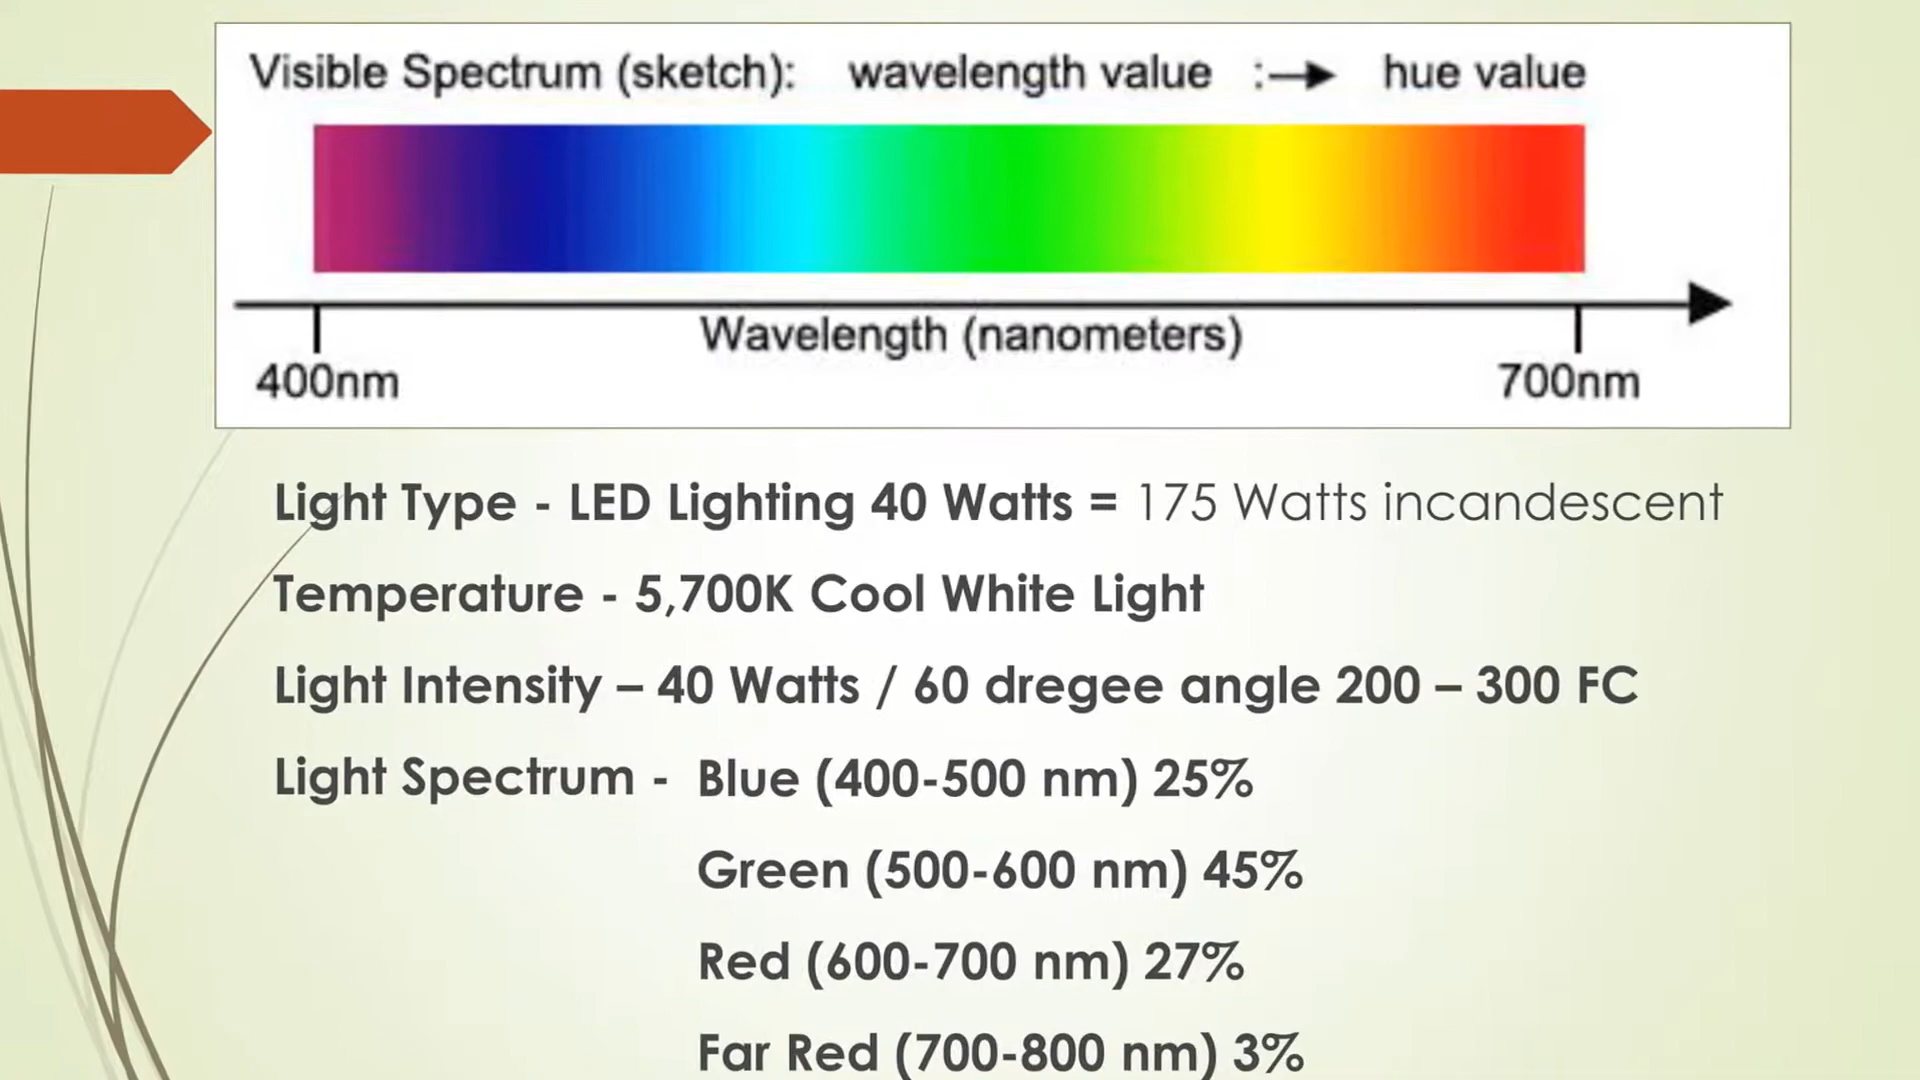 Visible Spectrum (sketch): wavelength value :→ hue value
Wavelength (nanometers)
400nm 700nm
Light Type - LED Lighting 40 Watts = 175 Watts incandescent
Temperature - 5,700K Cool White Light
Light Intensity – 40 Watts / 60 dregee angle 200 – 300 FC
Light Spectrum - Blue (400-500 nm) 25%
Green (500-600 nm) 45%
Red (600-700 nm) 27%
Far Red (700-800 nm) 3%